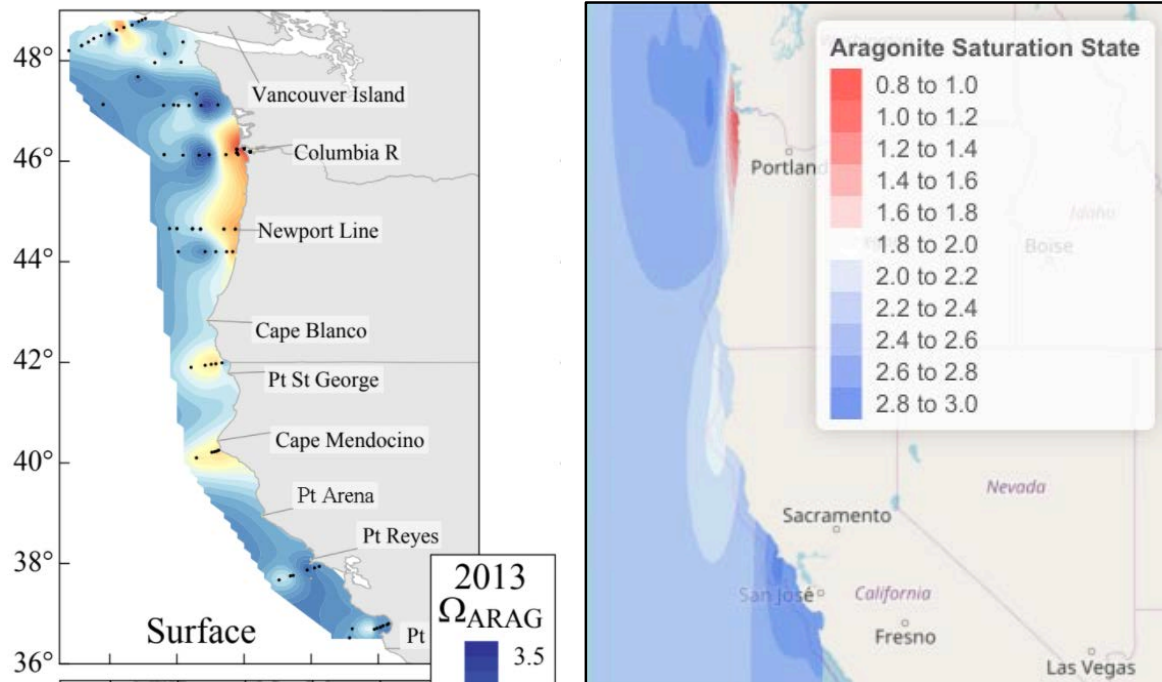 48°
46°
44°
42°
40°
38°
36°
Vancouver Island
Columbia R
Newport Line
Cape Blanco
Pt St George
Cape Mendocino
Pt Arena
Pt Reyes
Pt
Surface
2013
ΩARAG
3.5
Aragonite Saturation State
0.8 to 1.0
1.0 to 1.2
1.2 to 1.4
1.4 to 1.6
1.6 to 1.8
1.8 to 2.0
2.0 to 2.2
2.2 to 2.4
2.4 to 2.6
2.6 to 2.8
2.8 to 3.0
Portland
Idaho
Boise
Nevada
Sacramento
San José
California
Fresno
Las Vegas